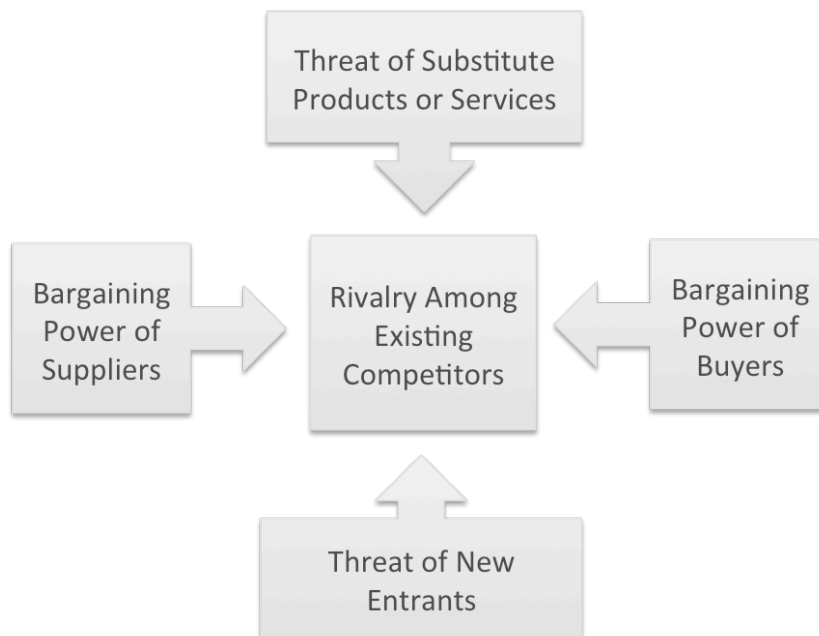 Threat of Substitute
Products or Services
Bargaining
Power of
Suppliers
Rivalry Among
Existing
Competitors
Bargaining
Power of
Buyers
Threat of New
Entrants